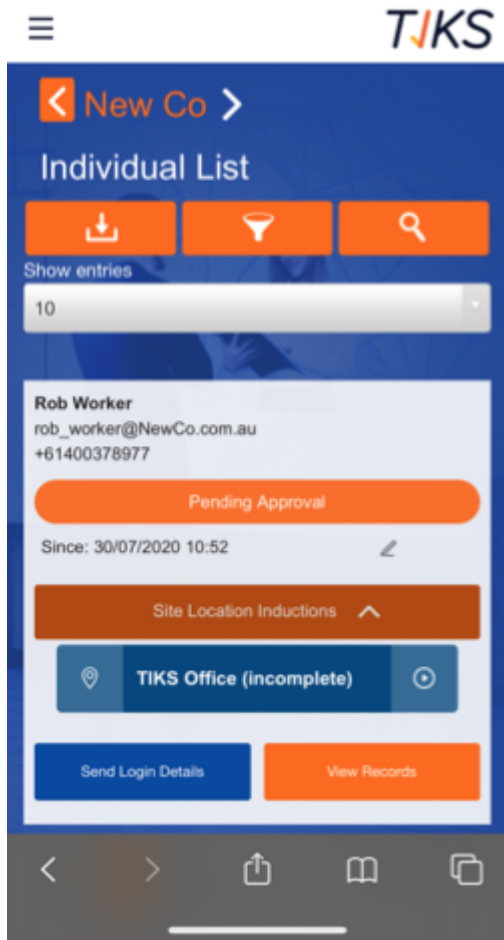 TIKS
New Co
Individual List
Show entries
10
Rob Worker
rob_worker@NewCo.com.au
+61400378977
Pending Approval
Since: 30/07/2020 10:52
Site Location Inductions
TIKS Office (incomplete)
Send Login Details
View Records